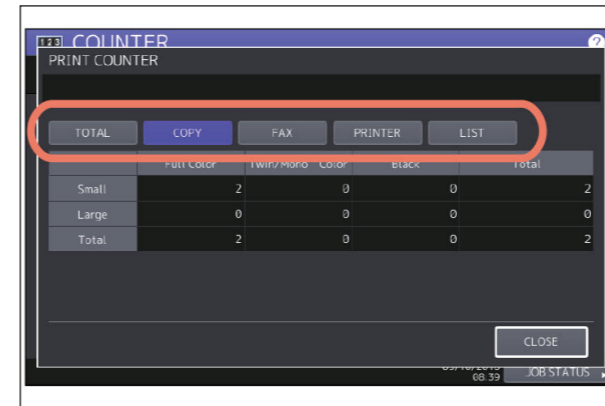 123 COUNTER ?
PRINT COUNTER
TOTAL COPY FAX PRINTER LIST
Full Color Twin/Mono Color Black Total
Small 2 0 0 2
Large 0 0 0 0
Total 2 0 0 2
CLOSE
08:39 JOB STATUS